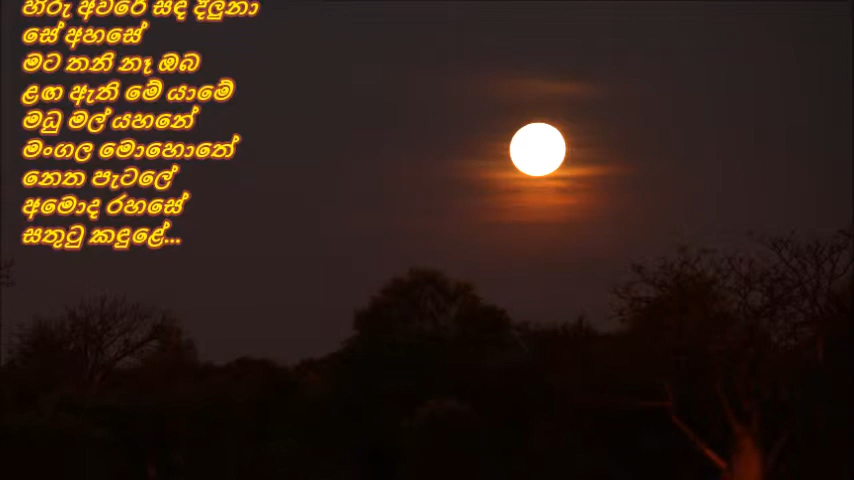 හිරු අවරේ සඳ දිලුනා
සේ අහසේ
මට තනි නෑ ඔබ
ළඟ ඇති මේ යාමේ
මධු මල් යහනේ
මංගල මොහොතේ
නෙත පැටලේ
අමොද රහසේ
සතුටු කඳුළේ...